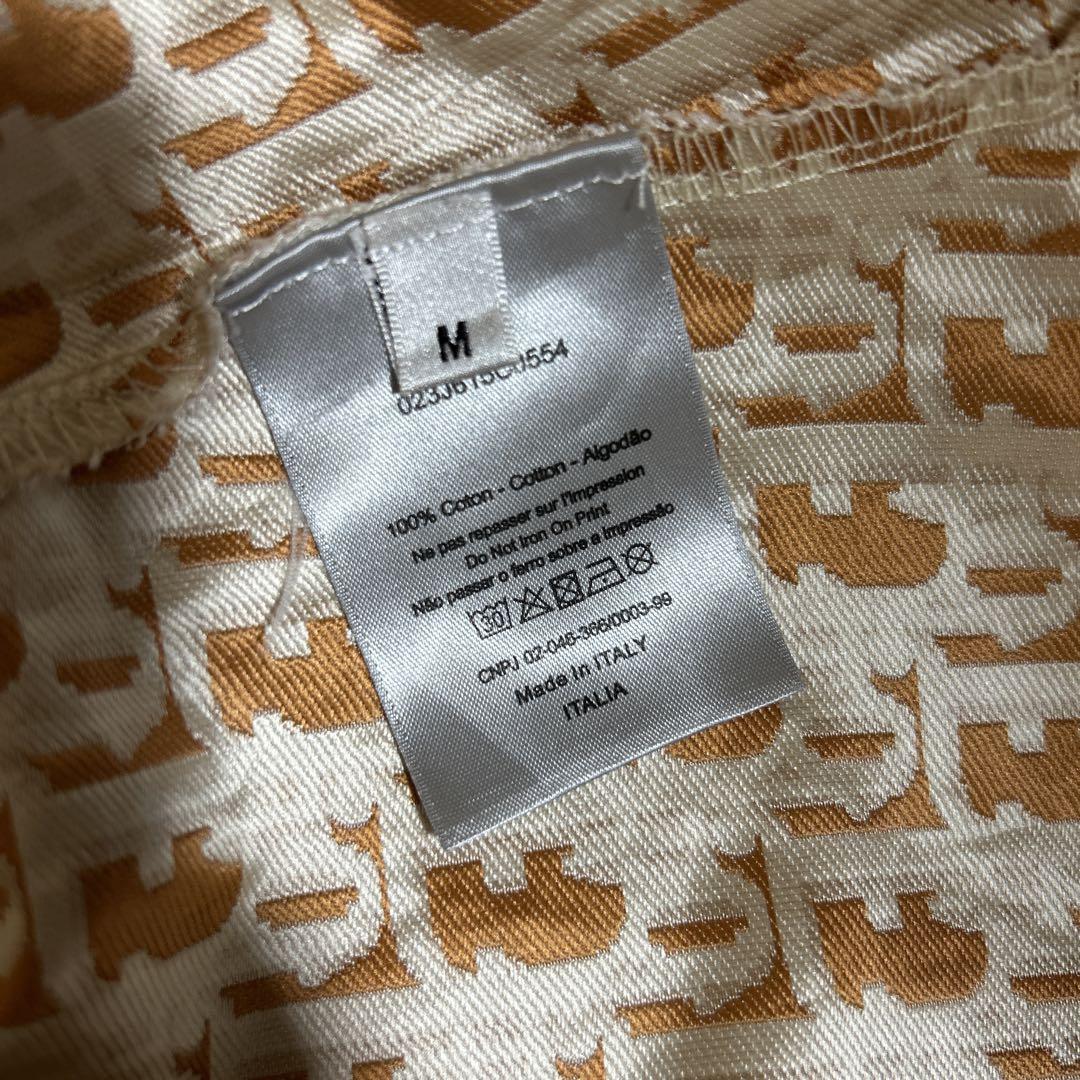 M
100% Coton - Cotton - Algodão
Ne pas repasser sur l'impression
Do Not Iron On Print
Não passar o ferro sobre a impressão
30
CNPJ 02-046-366/0003-98
Made in ITALY
ITALIA